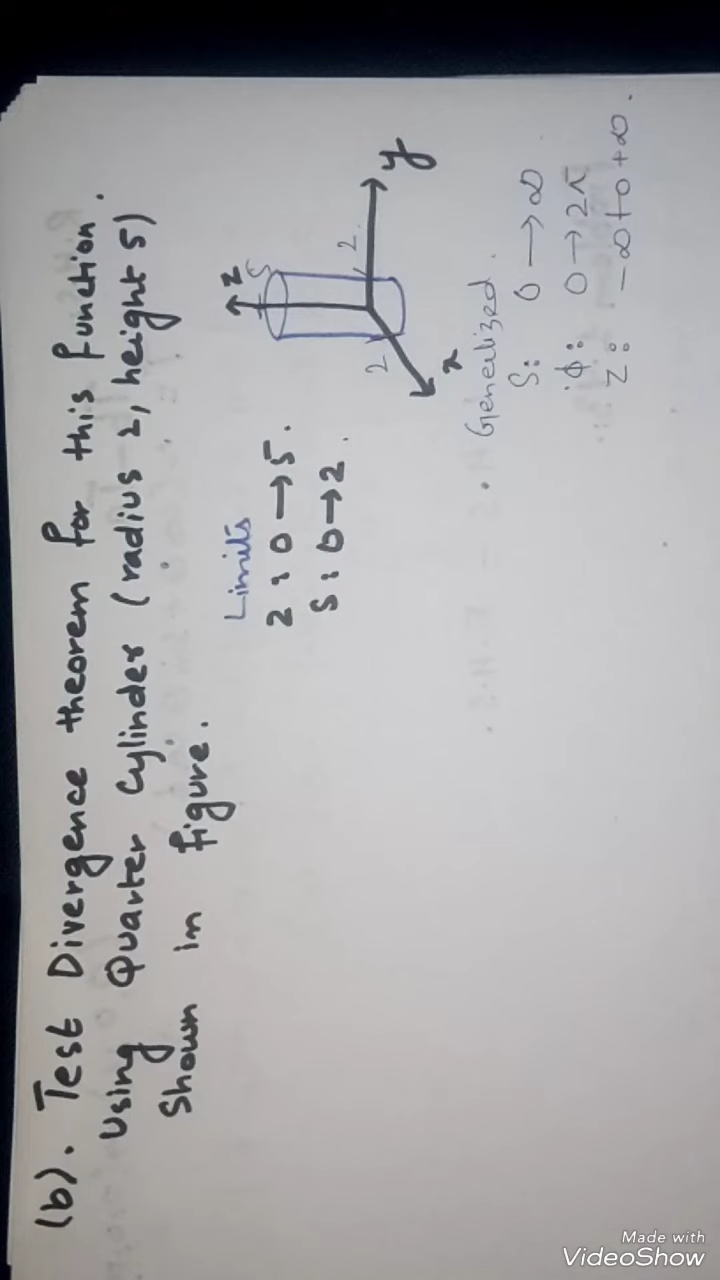 (b). Test Divergence theorem for this function.
Using Quarter Cylinder (radius 2, height 5)
Shown in figure.
Limits
z : 0 → 5.
s : 0 → 2.
z
5
2
y
2
x
Generilized.
S: 0 → ∞
ϕ: 0 → 2π
Z: -∞ to +∞.
Made with
VideoShow